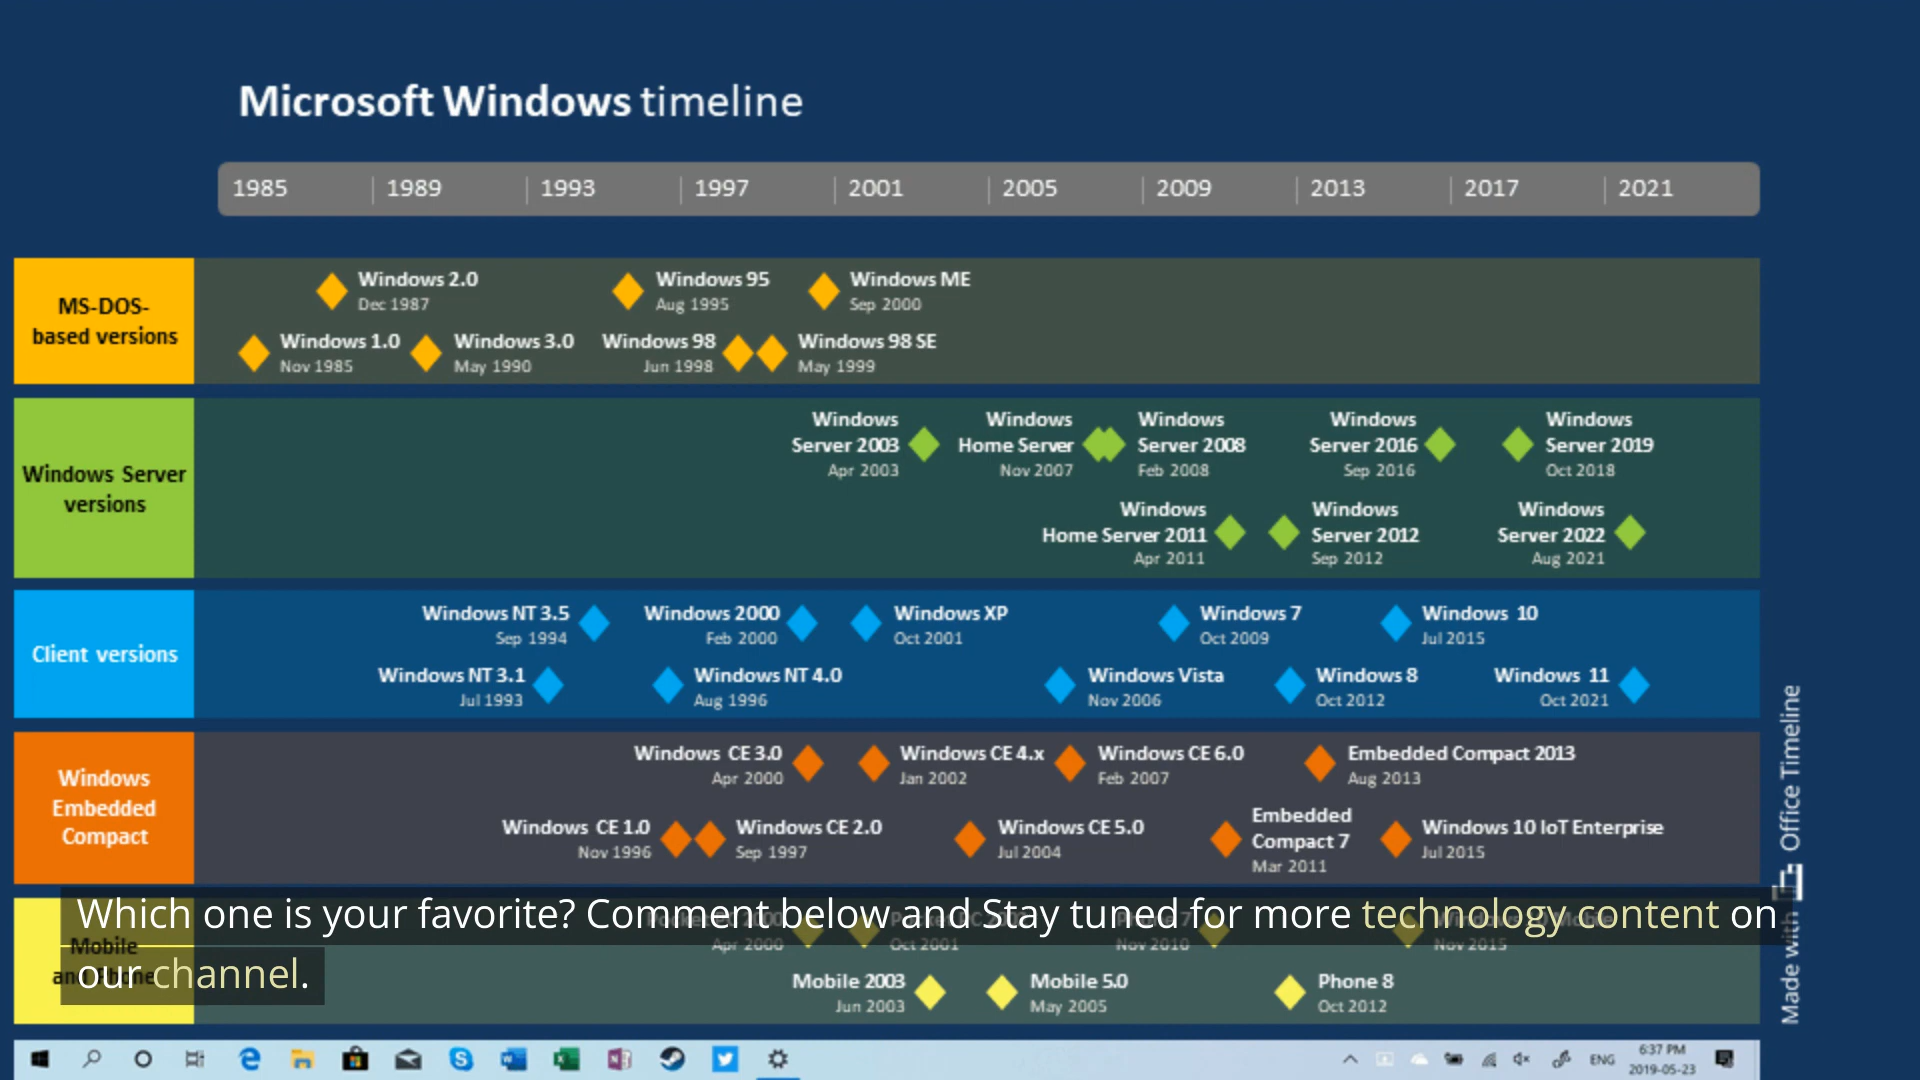 Microsoft Windows timeline
1985 1989 1993 1997 2001 2005 2009 2013 2017 2021
MS-DOS-
based versions
Windows 2.0
Dec 1987
Windows 95
Aug 1995
Windows ME
Sep 2000
Windows 1.0
Nov 1985
Windows 3.0
May 1990
Windows 98
Jun 1998
Windows 98 SE
May 1999
Windows Server
versions
Windows
Server 2003
Apr 2003
Windows
Home Server
Nov 2007
Windows
Server 2008
Feb 2008
Windows
Server 2016
Sep 2016
Windows
Server 2019
Oct 2018
Windows
Home Server 2011
Apr 2011
Windows
Server 2012
Sep 2012
Windows
Server 2022
Aug 2021
Client versions
Windows NT 3.5
Sep 1994
Windows 2000
Feb 2000
Windows XP
Oct 2001
Windows 7
Oct 2009
Windows 10
Jul 2015
Windows NT 3.1
Jul 1993
Windows NT 4.0
Aug 1996
Windows Vista
Nov 2006
Windows 8
Oct 2012
Windows 11
Oct 2021
Windows
Embedded
Compact
Windows CE 3.0
Apr 2000
Windows CE 4.x
Jan 2002
Windows CE 6.0
Feb 2007
Embedded Compact 2013
Aug 2013
Windows CE 1.0
Nov 1996
Windows CE 2.0
Sep 1997
Windows CE 5.0
Jul 2004
Embedded
Compact 7
Mar 2011
Windows 10 IoT Enterprise
Jul 2015
Which one is your favorite? Comment below and Stay tuned for more technology content on
our channel.
Mobile
Apr 2000
Oct 2001
Nov 2010
Nov 2015
Mobile 2003
Jun 2003
Mobile 5.0
May 2005
Phone 8
Oct 2012
Made with Office Timeline
ENG
6:37 PM
2019-05-23